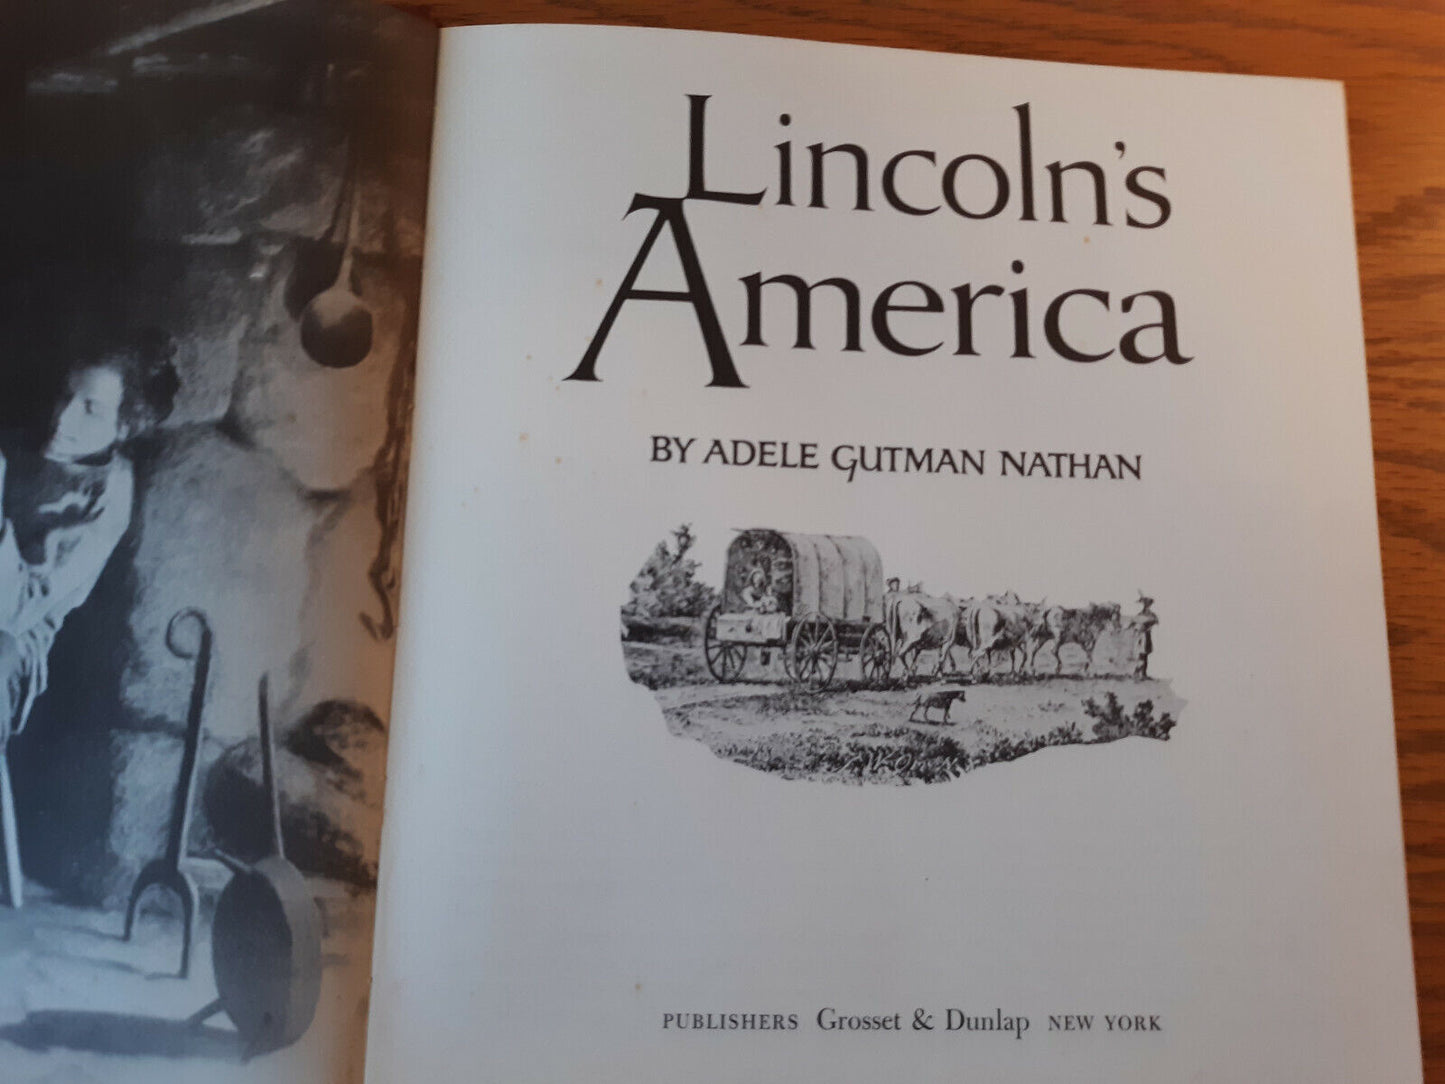 Lincoln's
America
BY ADELE GUTMAN NATHAN
PUBLISHERS Grosset & Dunlap NEW YORK